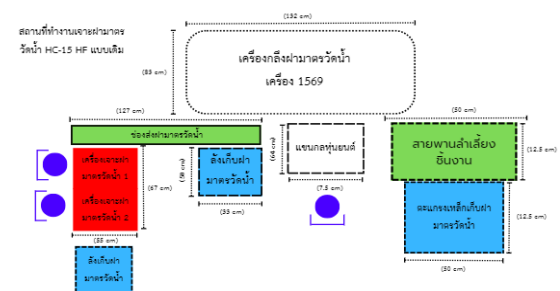 (132 cm)
สถานที่ทำงานเจาะฝามาตร
วัดน้ำ HC-15 HF แบบเดิม
เครื่องกลึงฝามาตรวัดน้ำ
เครื่อง 1569
(83 cm)
(127 cm)
(50 cm)
ช่องส่งฝามาตรวัดน้ำ
แขนกลหุ่นยนต์
(64 cm)
สายพานลำเลี้ยง
ชิ้นงาน
(12.5 cm)
เครื่องเจาะฝา
มาตรวัดน้ำ 1
(67 cm)
(58 cm)
ลังเก็บฝา
มาตรวัดน้ำ
(33 cm)
(7.5 cm)
เครื่องเจาะฝา
มาตรวัดน้ำ 2
ตะแกรงเหล็กเก็บฝา
มาตรวัดน้ำ
(12.5 cm)
(55 cm)
(50 cm)
ลังเก็บฝา
มาตรวัดน้ำ